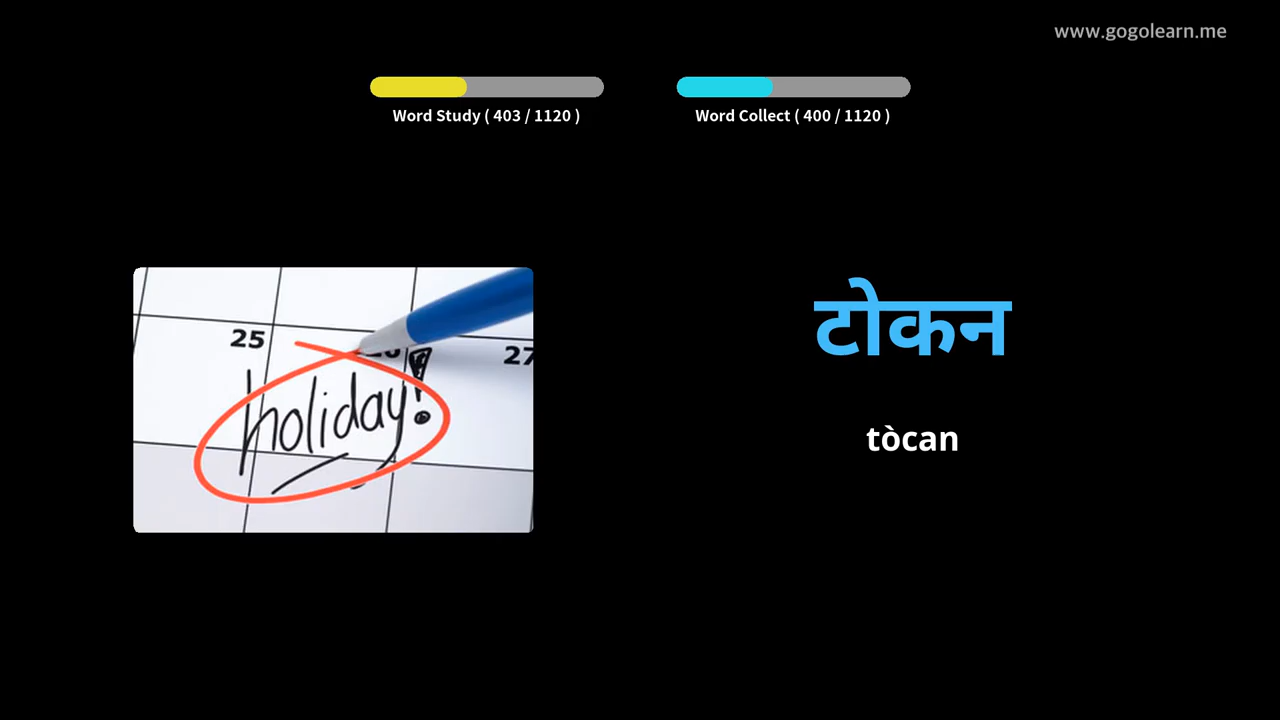 www.gogolearn.me
Word Study ( 403 / 1120 )
Word Collect ( 400 / 1120 )
25
27
holiday!
टोकन
tòcan